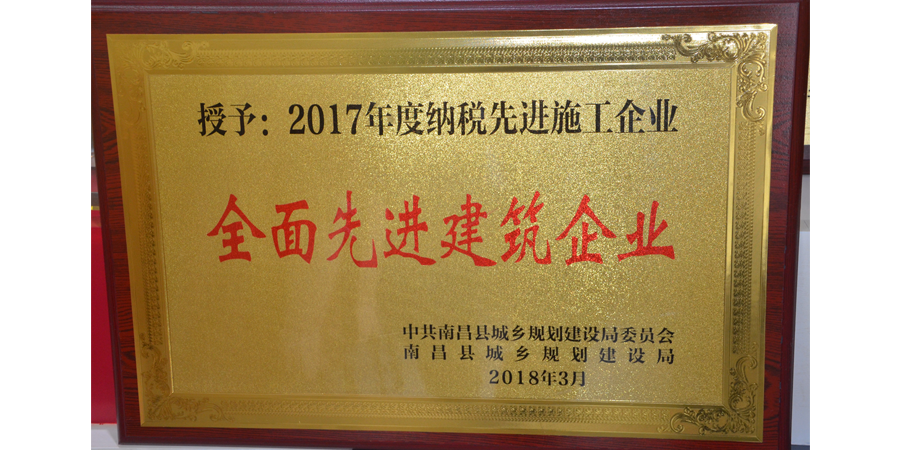 授予：2017年度纳税先进施工企业
全面先进建筑企业
中共南昌县城乡规划建设局委员会
南昌县城乡规划建设局
2018年3月